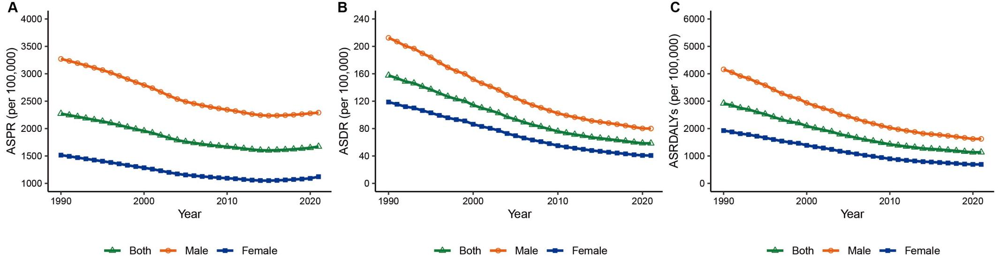 A
ASPR (per 100,000)
4000
3500
3000
2500
2000
1500
1000
1990 2000 2010 2020
Year
Both Male Female
B
ASDR (per 100,000)
240
200
160
120
80
40
0
1990 2000 2010 2020
Year
Both Male Female
C
ASRDALYs (per 100,000)
6000
5000
4000
3000
2000
1000
0
1990 2000 2010 2020
Year
Both Male Female